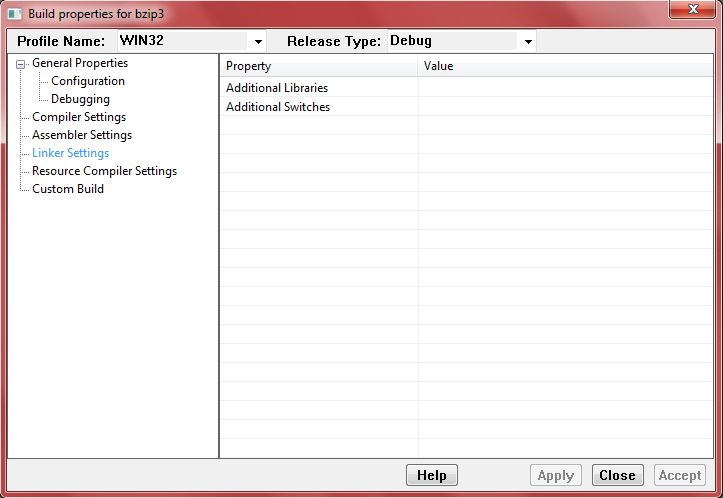 Build properties for bzip3
Profile Name: WIN32 Release Type: Debug
General Properties
Configuration
Debugging
Compiler Settings
Assembler Settings
Linker Settings
Resource Compiler Settings
Custom Build
Property Value
Additional Libraries
Additional Switches
Help Apply Close Accept